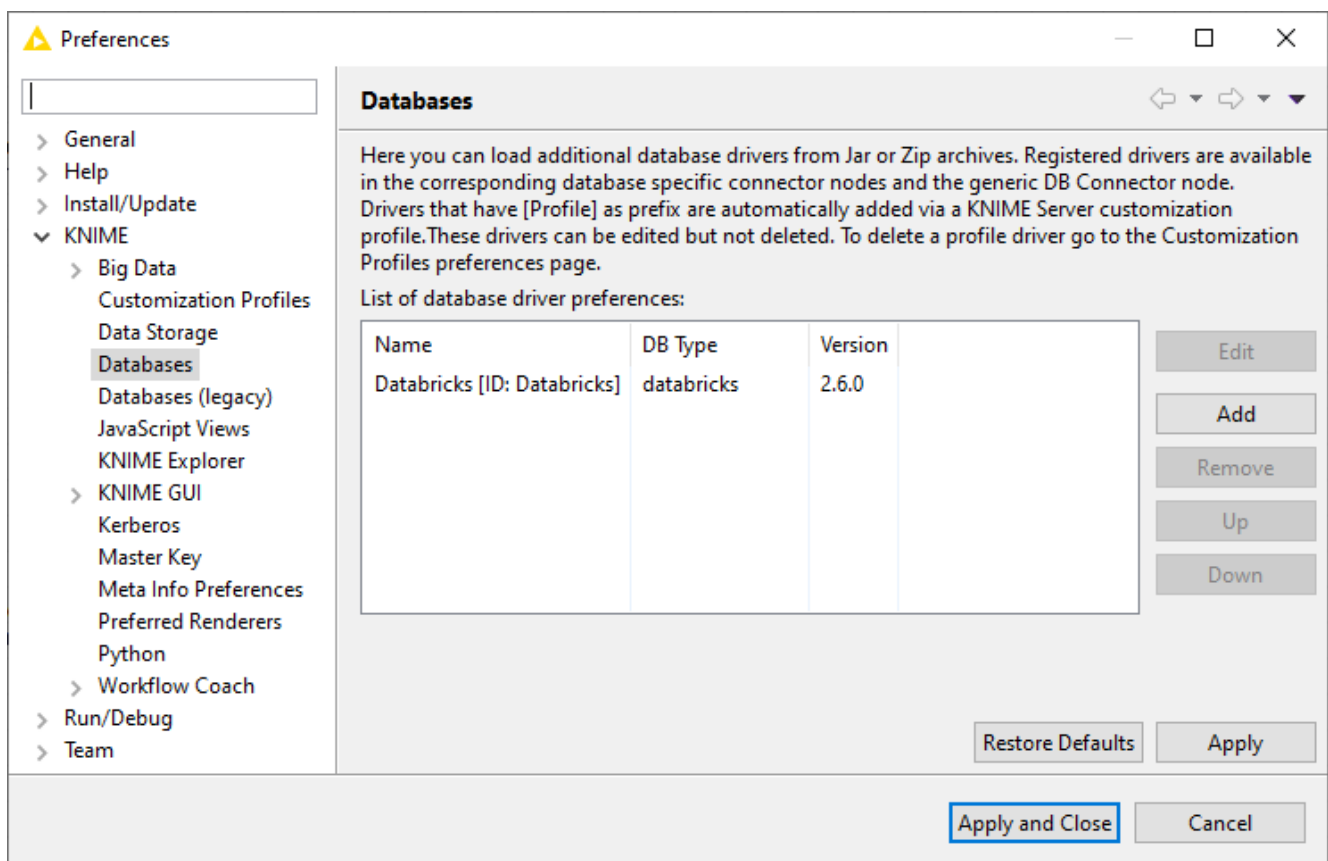 Preferences
General
Help
Install/Update
KNIME
Big Data
Customization Profiles
Data Storage
Databases
Databases (legacy)
JavaScript Views
KNIME Explorer
KNIME GUI
Kerberos
Master Key
Meta Info Preferences
Preferred Renderers
Python
Workflow Coach
Run/Debug
Team
Databases
Here you can load additional database drivers from Jar or Zip archives. Registered drivers are available
in the corresponding database specific connector nodes and the generic DB Connector node.
Drivers that have [Profile] as prefix are automatically added via a KNIME Server customization
profile.These drivers can be edited but not deleted. To delete a profile driver go to the Customization
Profiles preferences page.
List of database driver preferences:
Name DB Type Version
Databricks [ID: Databricks] databricks 2.6.0
Edit
Add
Remove
Up
Down
Restore Defaults Apply
Apply and Close Cancel